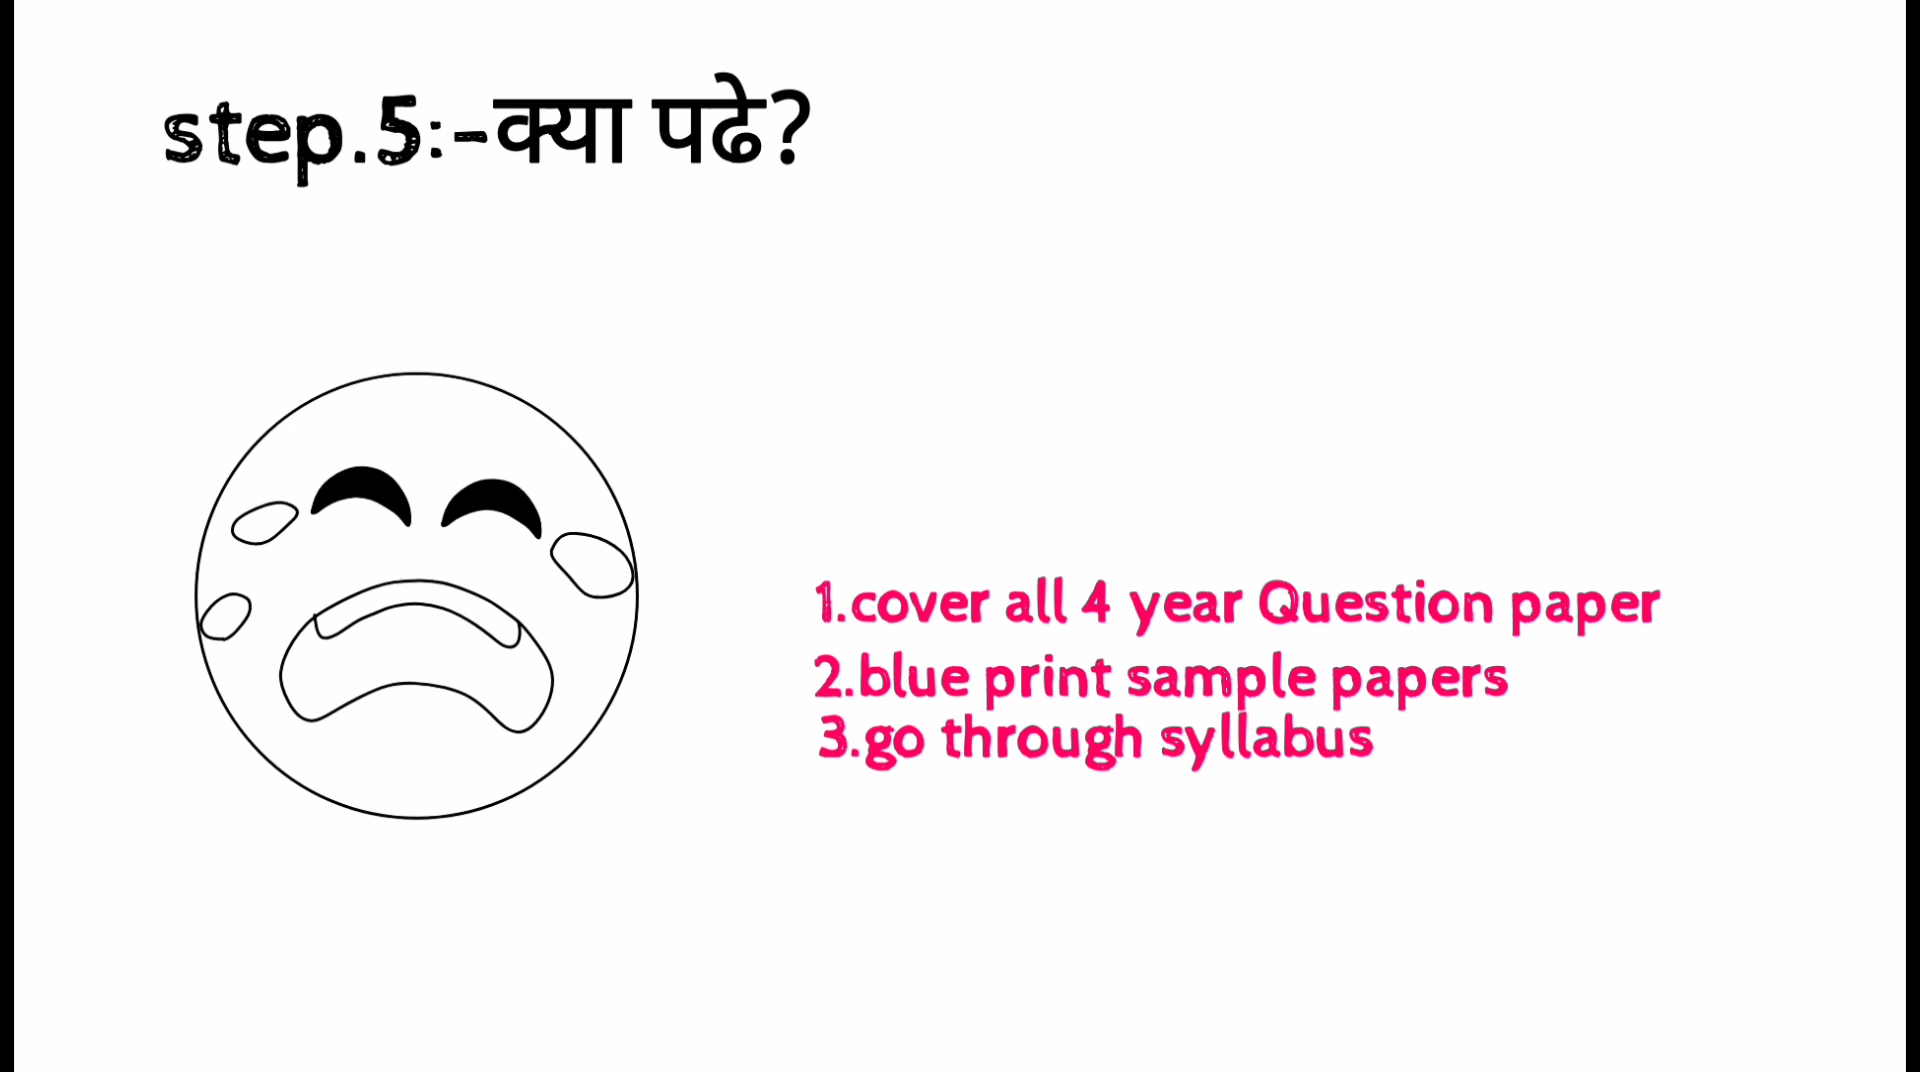 step.5:-क्या पढे?
1.cover all 4 year Question paper
2.blue print sample papers
3.go through syllabus